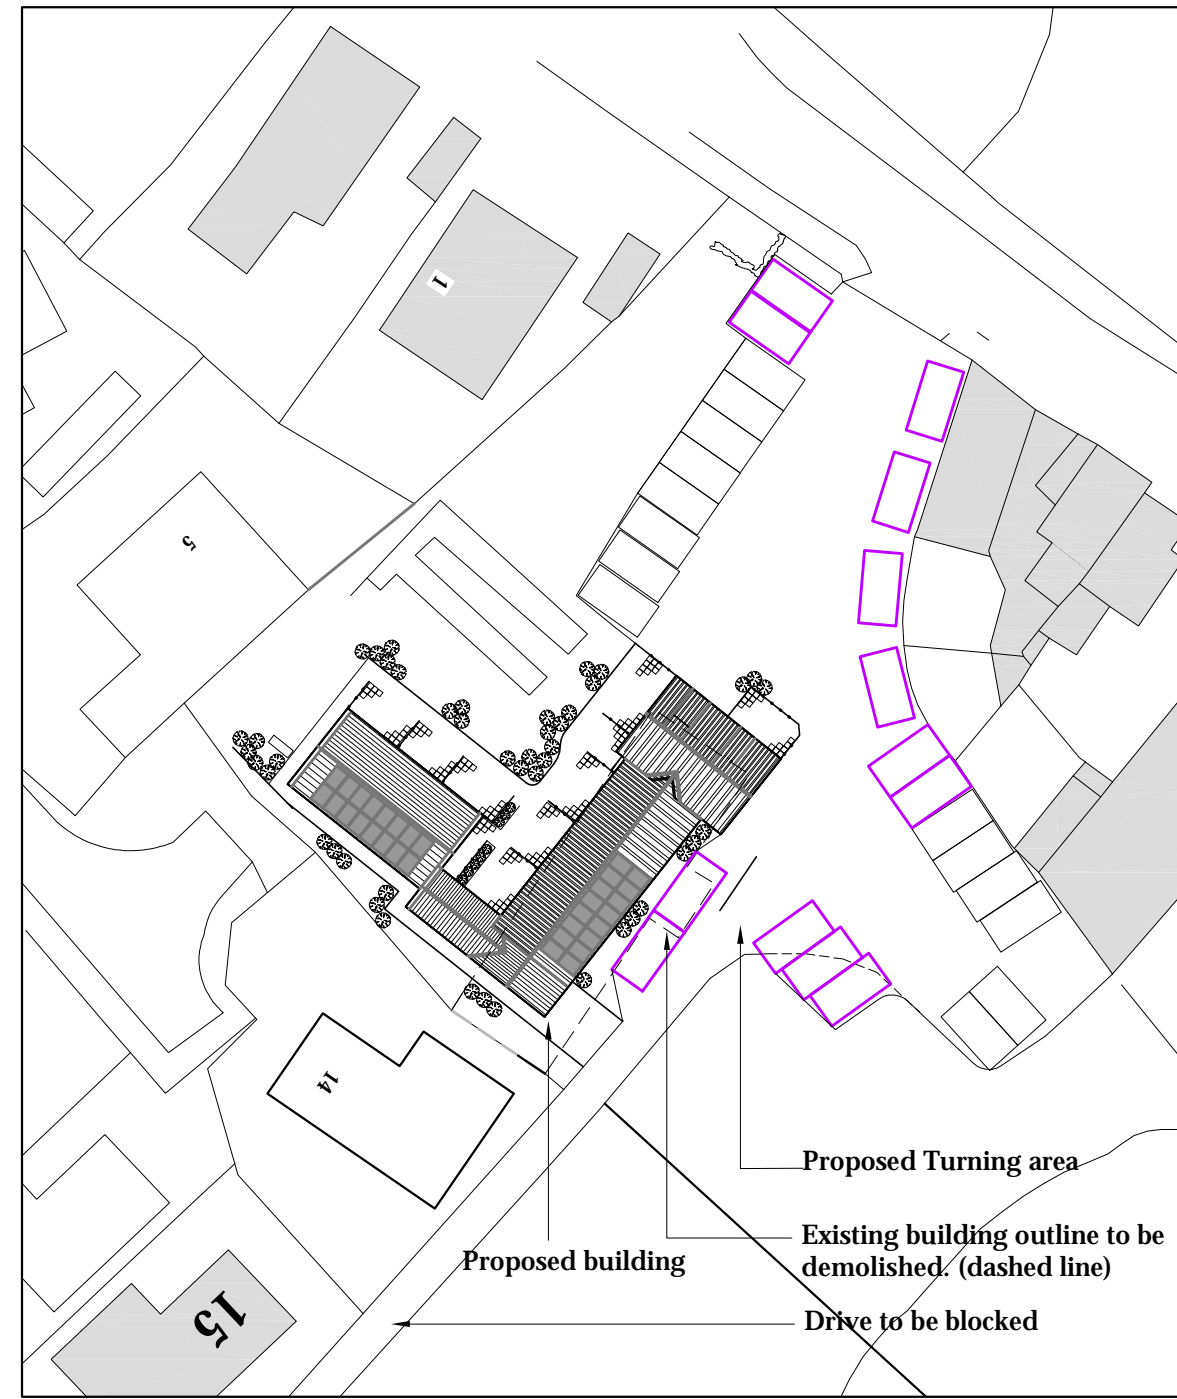 1
5
14
Proposed Turning area
Existing building outline to be
demolished. (dashed line)
Proposed building
15
Drive to be blocked